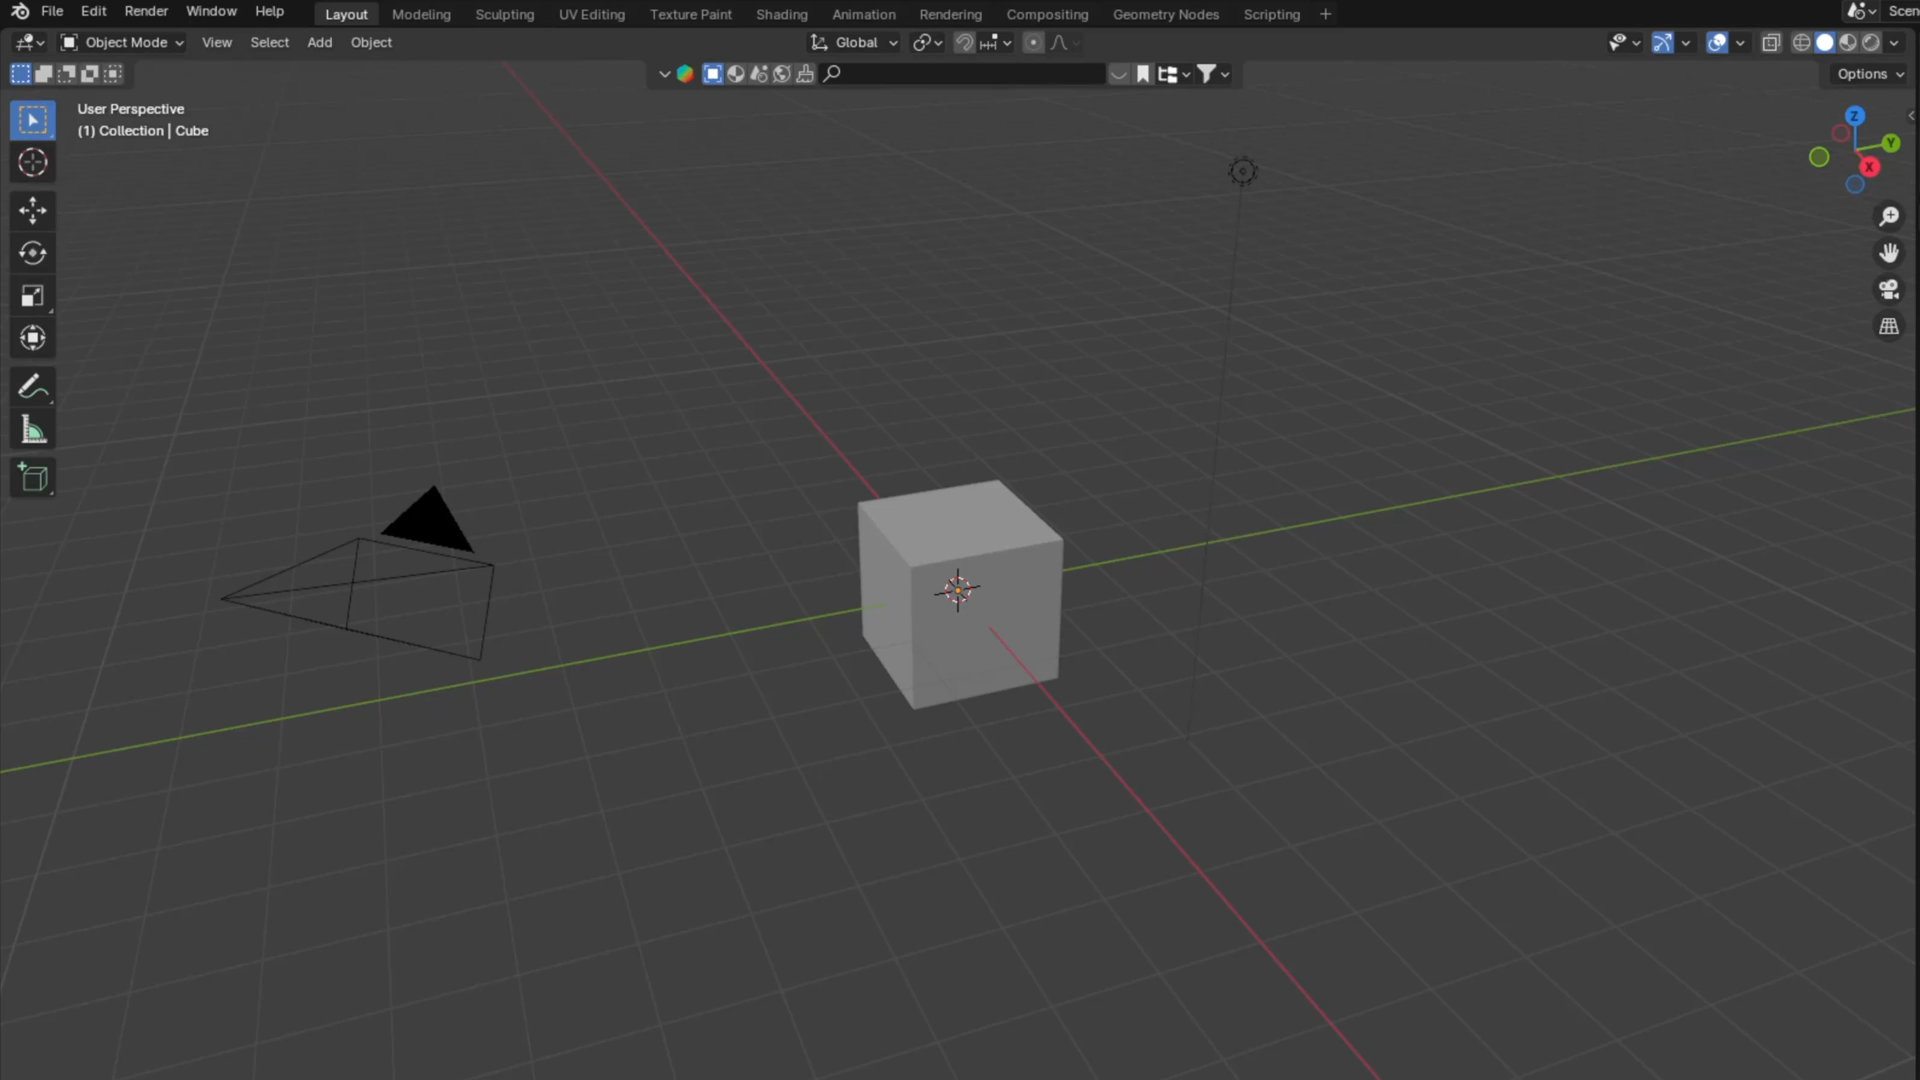 File Edit Render Window Help Layout Modeling Sculpting UV Editing Texture Paint Shading Animation Rendering Compositing Geometry Nodes Scripting + Scen
Object Mode View Select Add Object Global
Options
User Perspective
(1) Collection | Cube
Z
Y
X